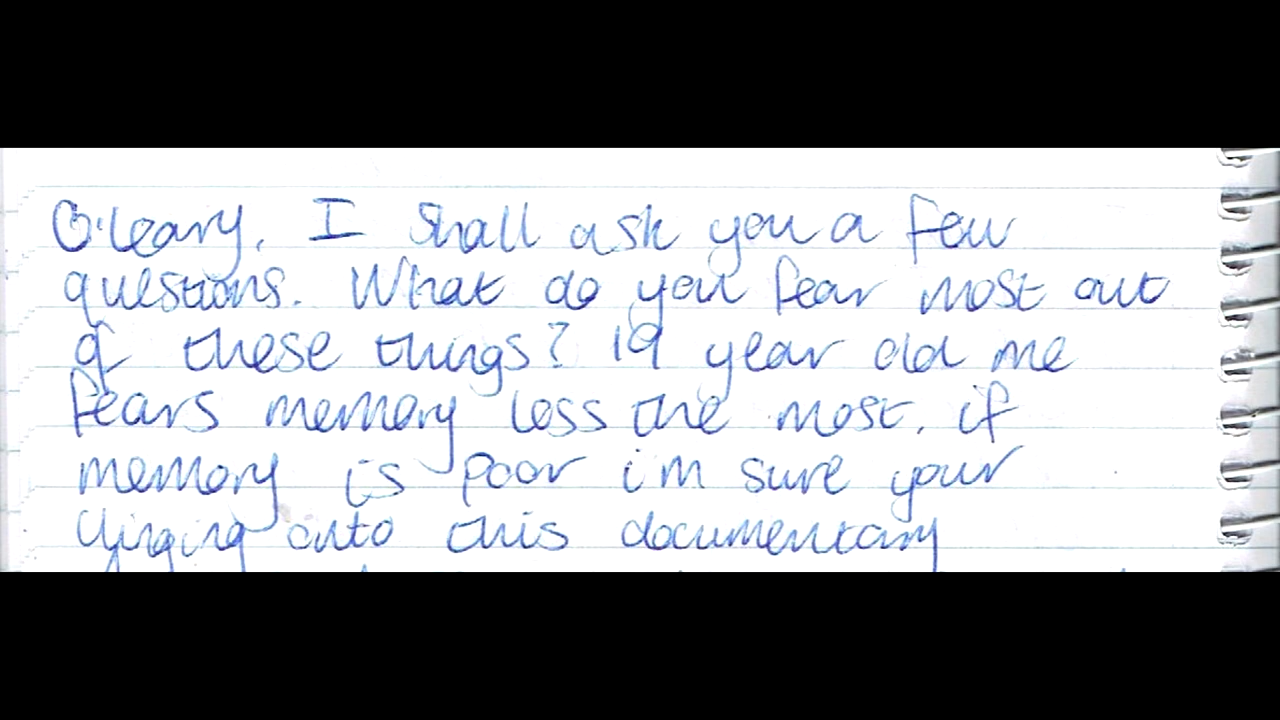 O'leary. I shall ask you a few
questions. What do you fear most out
of these things? 19 year old me
fears memory loss the most. if
memory is poor i'm sure your
onto this documentary